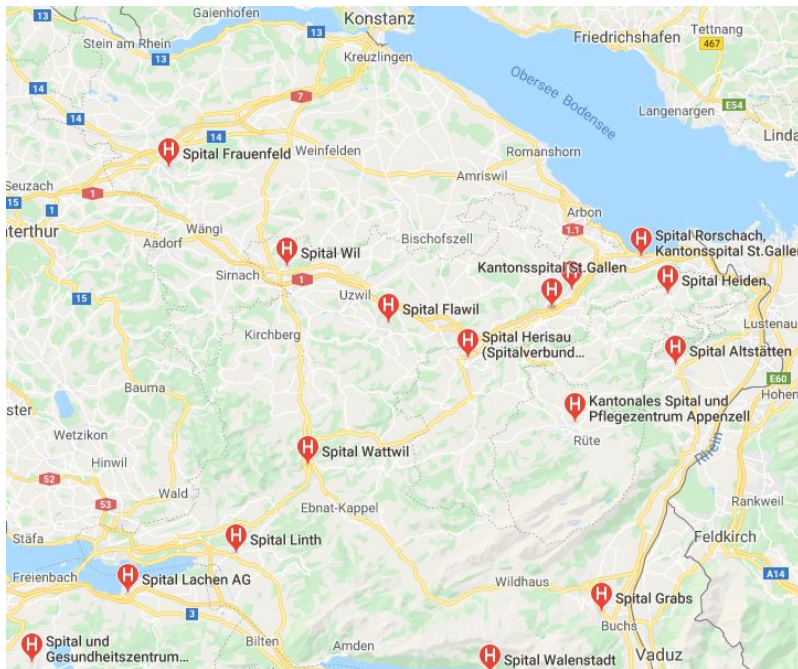 13
Gaienhofen
Konstanz
Tettnang
467
Stein am Rhein
13
13
Friedrichshafen
Kreuzlingen
14
7
Obersee Bodensee
E54
Langenargen
14
14
Linda
Spital Frauenfeld
Weinfelden
Romanshorn
Seuzach
1
Amriswil
15
1
Arbon
Wängi
1.1
nterthur
Aadorf
Bischofszell
Spital Rorschach,
Kantonsspital St.Gallen
Spital Wil
Sirnach
1
Kantonsspital St.Gallen
Spital Heiden
15
Uzwil
Spital Flawil
Lustenau
Kirchberg
Spital Herisau
(Spitalverbund...
Spital Altstätten
E60
Bauma
Hohen
ster
Kantonales Spital und
Pflegezentrum Appenzell
Wetzikon
Rüte
Rhein
Spital Wattwil
Hinwil
52
Wald
53
Ebnat-Kappel
Rankweil
Stäfa
Spital Linth
Feldkirch
Freienbach
Spital Lachen AG
Wildhaus
A14
Spital Grabs
3
Buchs
Spital und
Gesundheitszentrum...
Bilten
Amden
Spital Walenstadt
Vaduz